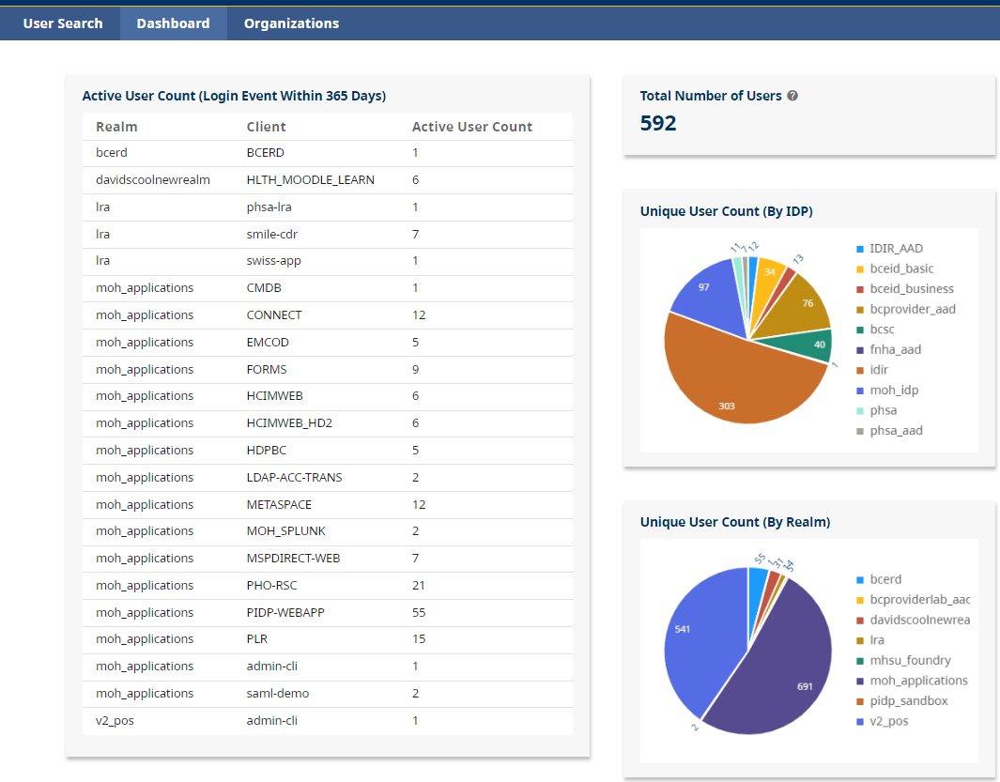 User Search Dashboard Organizations
Active User Count (Login Event Within 365 Days)
Realm Client Active User Count
bcerd BCERD 1
davidscoolnewrealm HLTH_MOODLE_LEARN 6
lra phsa-lra 1
lra smile-cdr 7
lra swiss-app 1
moh_applications CMDB 1
moh_applications CONNECT 12
moh_applications EMCOD 5
moh_applications FORMS 9
moh_applications HCIMWEB 6
moh_applications HCIMWEB_HD2 6
moh_applications HDPBC 5
moh_applications LDAP-ACC-TRANS 2
moh_applications METASPACE 12
moh_applications MOH_SPLUNK 2
moh_applications MSPDIRECT-WEB 7
moh_applications PHO-RSC 21
moh_applications PIDP-WEBAPP 55
moh_applications PLR 15
moh_applications admin-cli 1
moh_applications saml-demo 2
v2_pos admin-cli 1
Total Number of Users ?
592
Unique User Count (By IDP)
11 7 12
34
13
76
40
1
303
97
IDIR_AAD
bceid_basic
bceid_business
bcprovider_aad
bcsc
fnha_aad
idir
moh_idp
phsa
phsa_aad
Unique User Count (By Realm)
55 1 31
541
691
2
bcerd
bcproviderlab_aad
davidscoolnewrea
lra
mhsu_foundry
moh_applications
pidp_sandbox
v2_pos